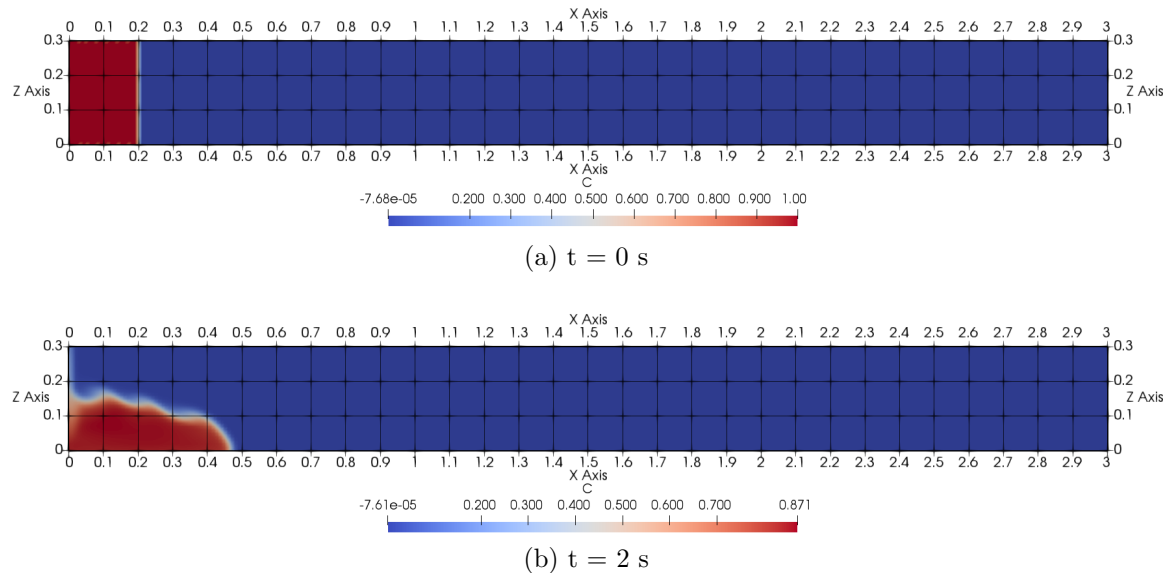 X Axis
0 0.1 0.2 0.3 0.4 0.5 0.6 0.7 0.8 0.9 1 1.1 1.2 1.3 1.4 1.5 1.6 1.7 1.8 1.9 2 2.1 2.2 2.3 2.4 2.5 2.6 2.7 2.8 2.9 3
0.3 0.3
0.2 0.2
Z Axis Z Axis
0.1 0.1
0 0
0 0.1 0.2 0.3 0.4 0.5 0.6 0.7 0.8 0.9 1 1.1 1.2 1.3 1.4 1.5 1.6 1.7 1.8 1.9 2 2.1 2.2 2.3 2.4 2.5 2.6 2.7 2.8 2.9 3
X Axis
C
-7.68e-05 0.200 0.300 0.400 0.500 0.600 0.700 0.800 0.900 1.00
(a) t = 0 s
X Axis
0 0.1 0.2 0.3 0.4 0.5 0.6 0.7 0.8 0.9 1 1.1 1.2 1.3 1.4 1.5 1.6 1.7 1.8 1.9 2 2.1 2.2 2.3 2.4 2.5 2.6 2.7 2.8 2.9 3
0.3 0.3
0.2 0.2
Z Axis Z Axis
0.1 0.1
0 0
0 0.1 0.2 0.3 0.4 0.5 0.6 0.7 0.8 0.9 1 1.1 1.2 1.3 1.4 1.5 1.6 1.7 1.8 1.9 2 2.1 2.2 2.3 2.4 2.5 2.6 2.7 2.8 2.9 3
X Axis
C
-7.61e-05 0.200 0.300 0.400 0.500 0.600 0.700 0.871
(b) t = 2 s